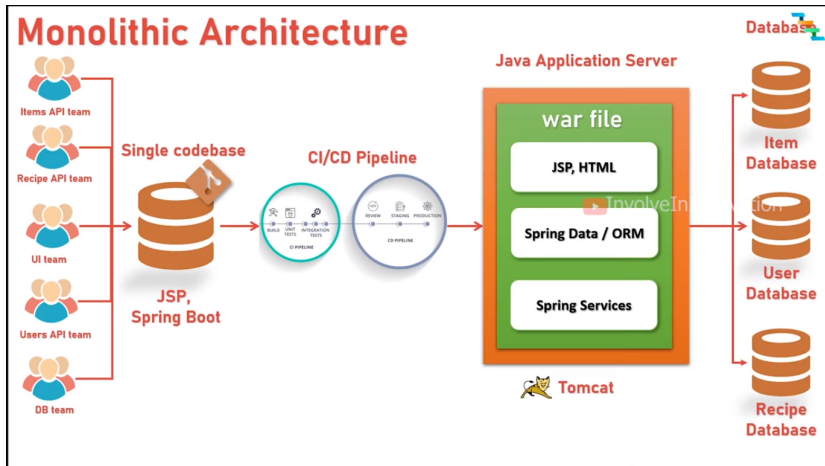 Monolithic Architecture
Items API team
Recipe API team
UI team
Users API team
DB team
Single codebase
JSP,
Spring Boot
CI/CD Pipeline
BUILD
UNIT
TESTS
INTEGRATION
TESTS
CI PIPELINE
REVIEW
STAGING
PRODUCTION
CD PIPELINE
Java Application Server
war file
JSP, HTML
Spring Data / ORM
Spring Services
Tomcat
Item
Database
User
Database
Recipe
Database